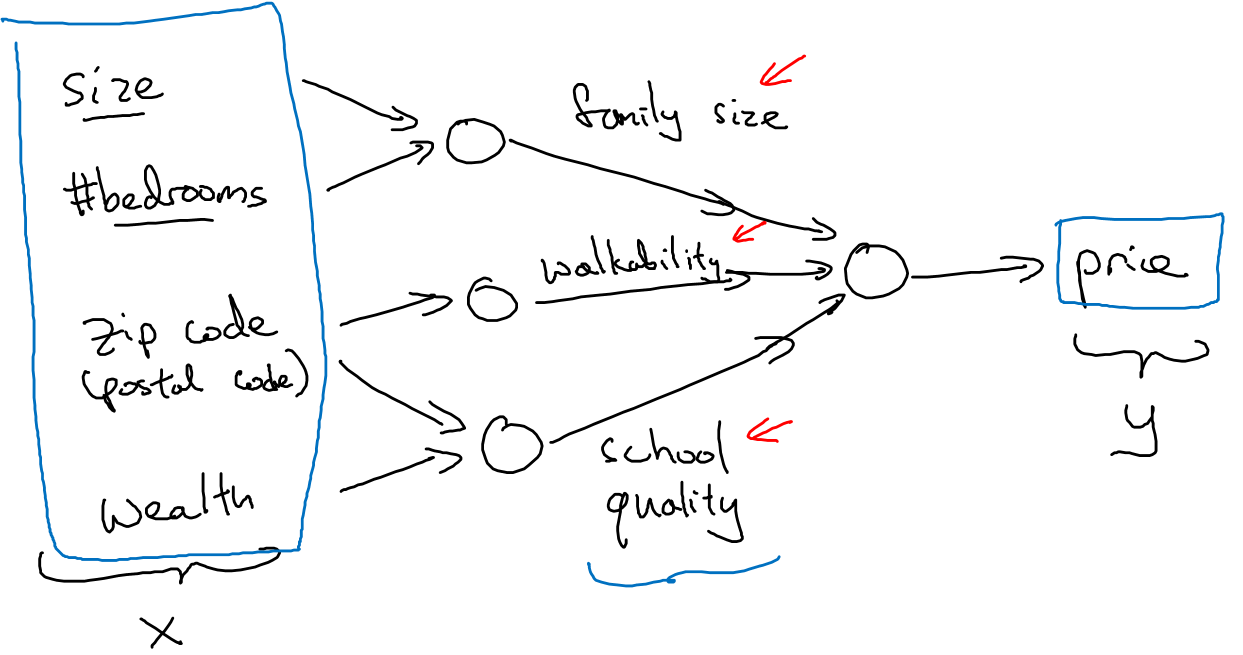 size
family size
#bedrooms
walkability
price
zip code
(postal code)
y
school
quality
wealth
x